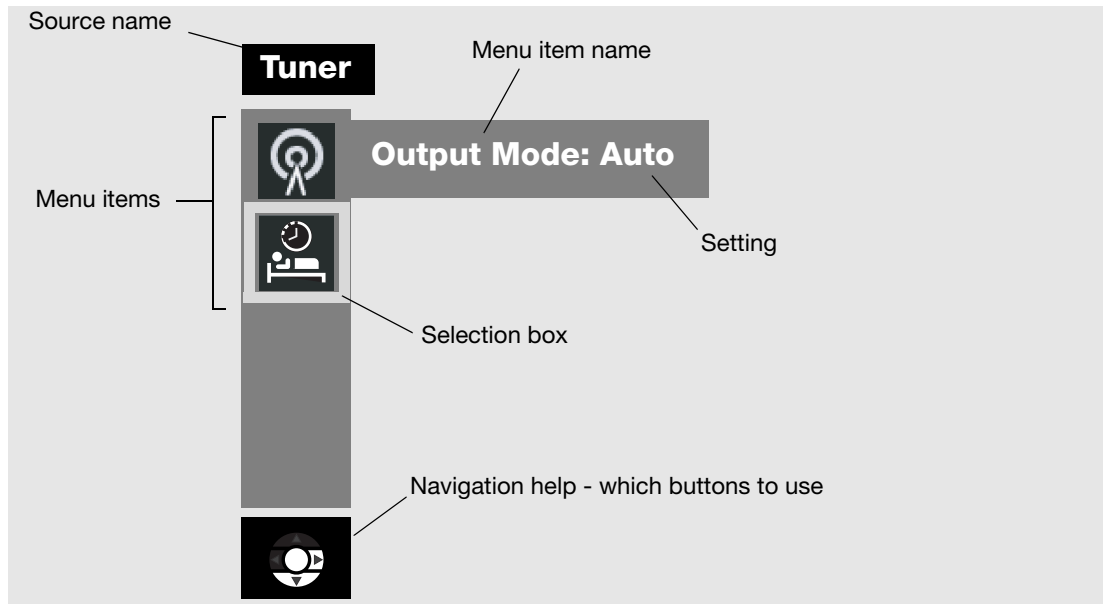 Source name
Menu item name
Tuner
Output Mode: Auto
Menu items
Setting
Selection box
Navigation help - which buttons to use